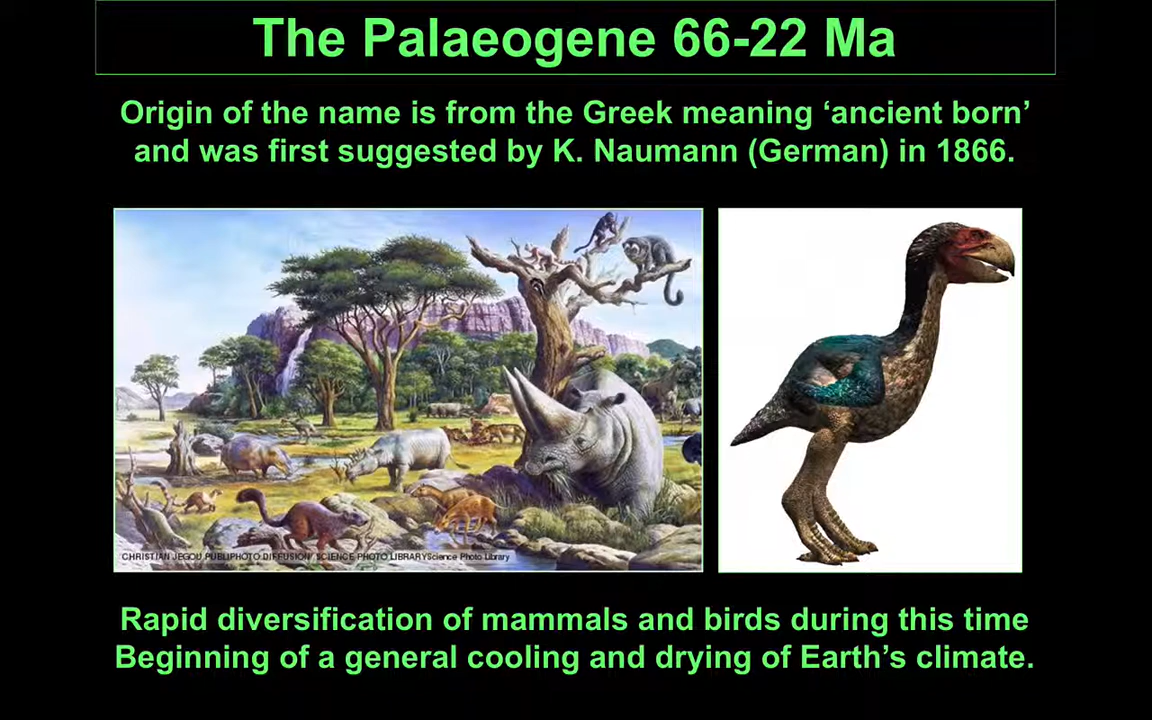 The Palaeogene 66-22 Ma
Origin of the name is from the Greek meaning ‘ancient born’
and was first suggested by K. Naumann (German) in 1866.
CHRISTIAN JEGOU PUBLIPHOTO DIFFUSION/ SCIENCE PHOTO LIBRARYScience Photo Library
Rapid diversification of mammals and birds during this time
Beginning of a general cooling and drying of Earth’s climate.